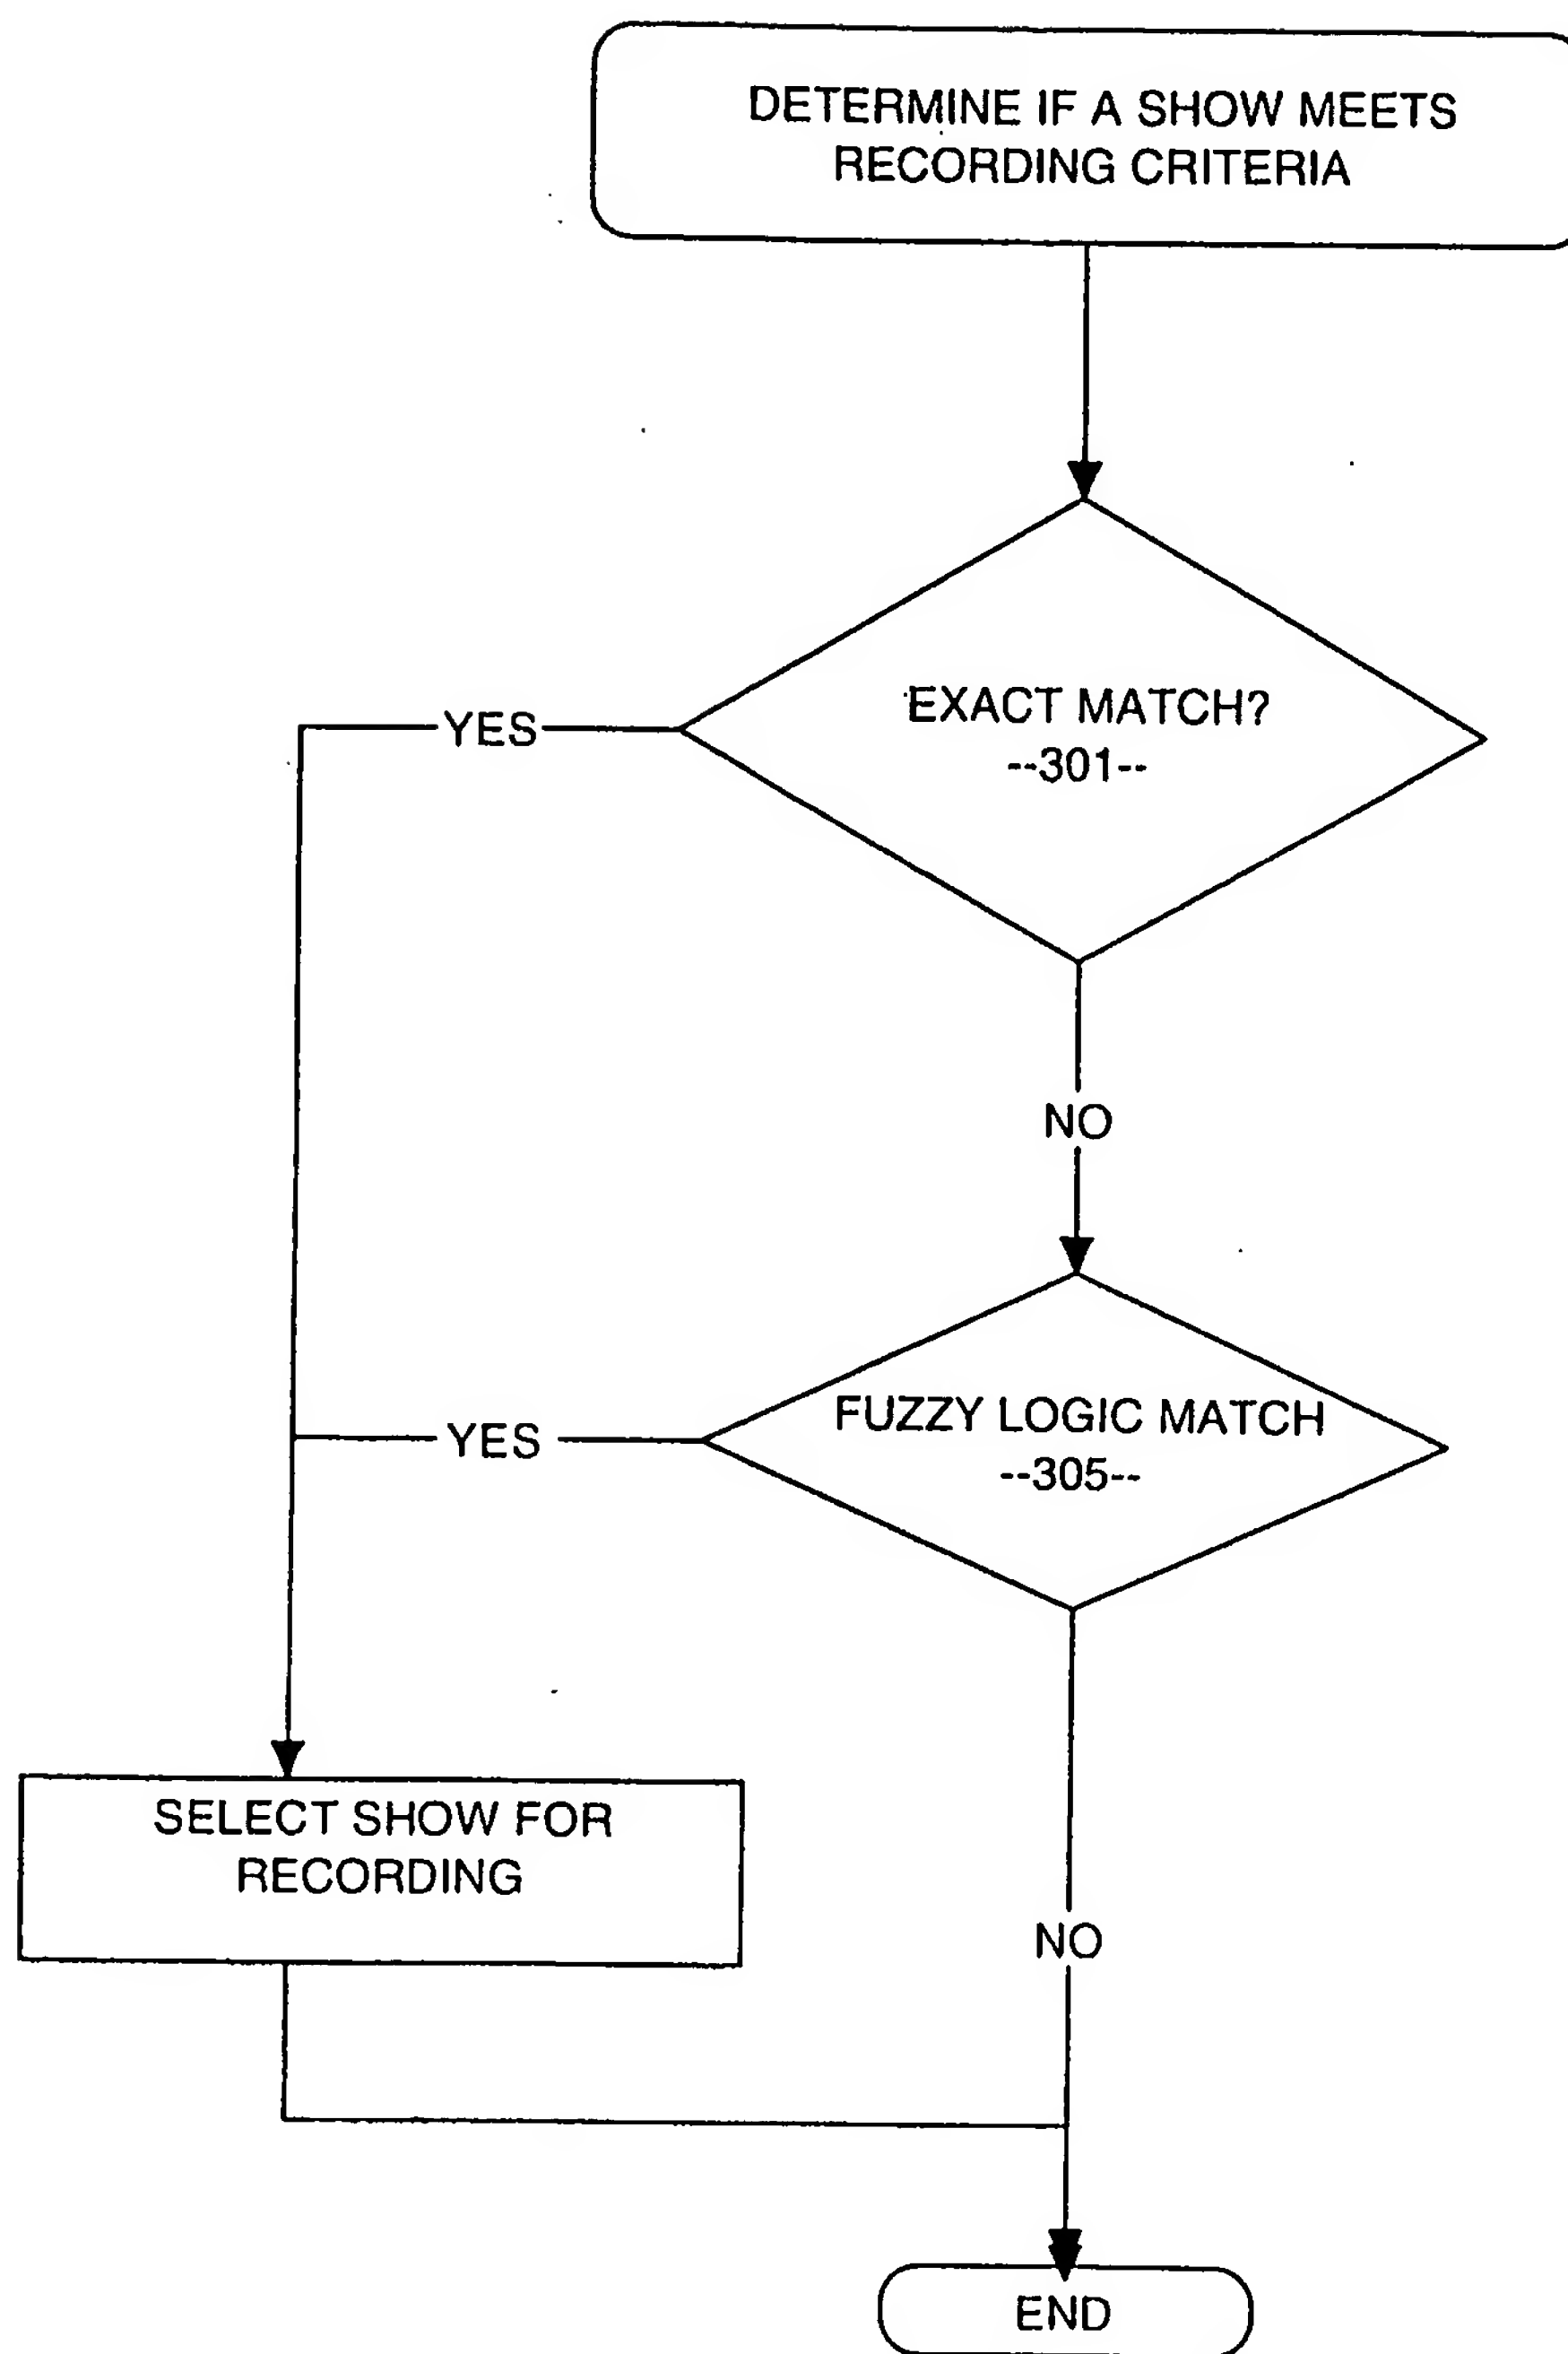 DETERMINE IF A SHOW MEETS
RECORDING CRITERIA
EXACT MATCH?
--301--
YES
NO
FUZZY LOGIC MATCH
--305--
YES
SELECT SHOW FOR
RECORDING
NO
END